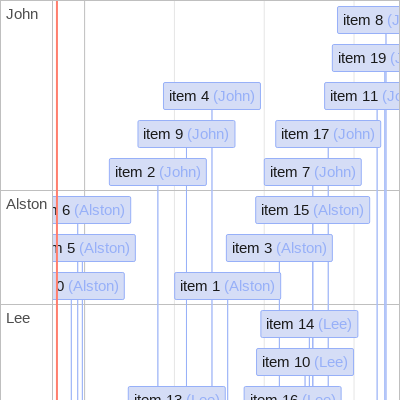 John
item 8 (J
item 19 (
item 4 (John)
item 11 (Jo
item 9 (John)
item 17 (John)
item 2 (John)
item 7 (John)
Alston
6 (Alston)
item 15 (Alston)
5 (Alston)
item 3 (Alston)
0 (Alston)
item 1 (Alston)
Lee
item 14 (Lee)
item 10 (Lee)
item 13 (Lee)
item 16 (Lee)